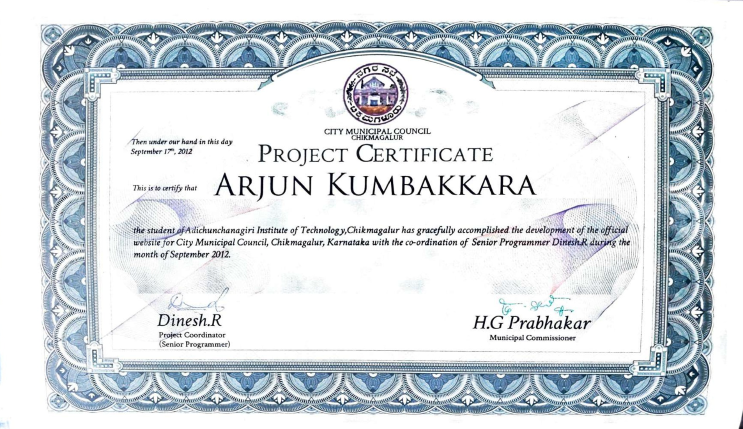 ನಗರ ಸಭೆ
ಚಿಕ್ಕಮಗಳೂರು
CITY MUNICIPAL COUNCIL
CHIKMAGALUR
Then under our hand in this day
September 17th, 2012
PROJECT CERTIFICATE
This is to certify that ARJUN KUMBAKKARA
the student of Adichunchanagiri Institute of Technology,Chikmagalur has gracefully accomplished the development of the official
website for City Municipal Council, Chikmagalur, Karnataka with the co-ordination of Senior Programmer Dinesh.R during the
month of September 2012.
Dinesh.R
Project Coordinator
(Senior Programmer)
H.G Prabhakar
Municipal Commissioner